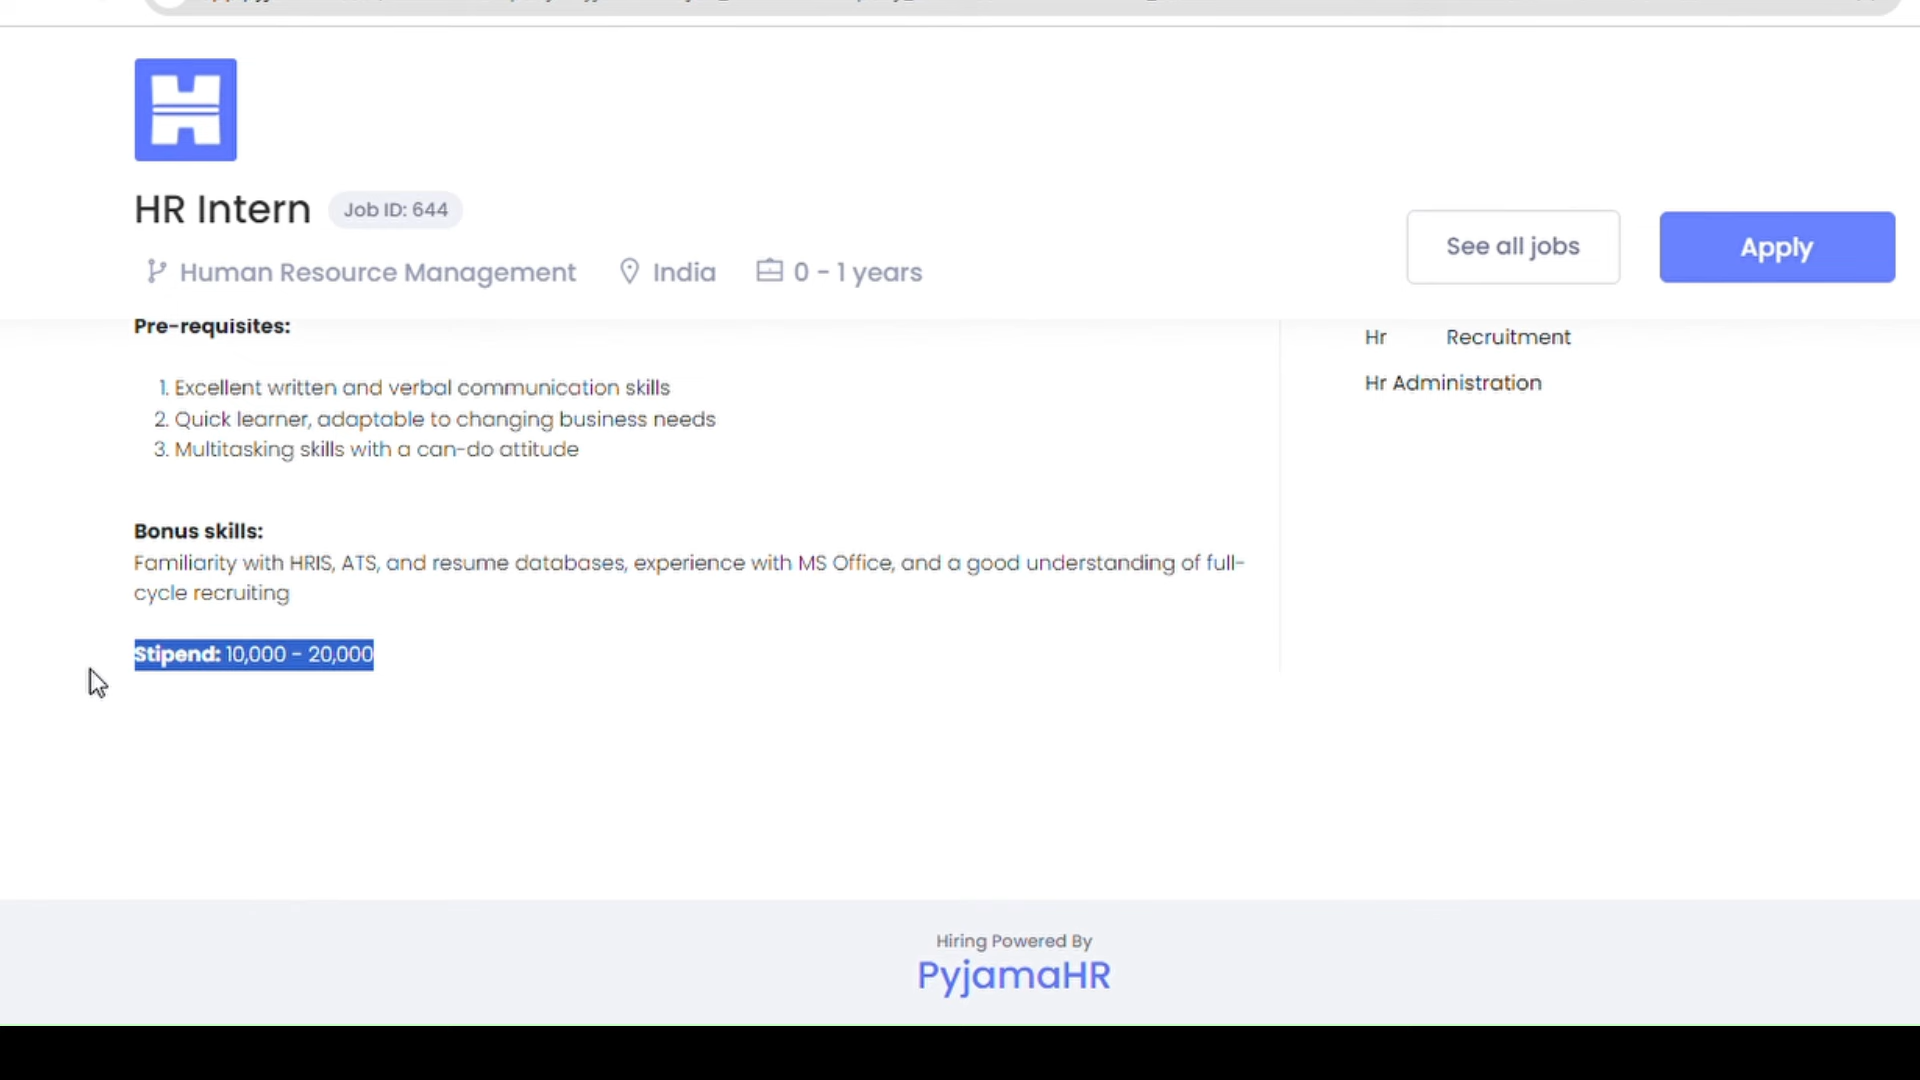 HR Intern Job ID: 644
Human Resource Management India 0 - 1 years
See all jobs
Apply
Pre-requisites:
1. Excellent written and verbal communication skills
2. Quick learner, adaptable to changing business needs
3. Multitasking skills with a can-do attitude
Bonus skills:
Familiarity with HRIS, ATS, and resume databases, experience with MS Office, and a good understanding of full-
cycle recruiting
Stipend: 10,000 - 20,000
Hr Recruitment
Hr Administration
Hiring Powered By
PyjamaHR